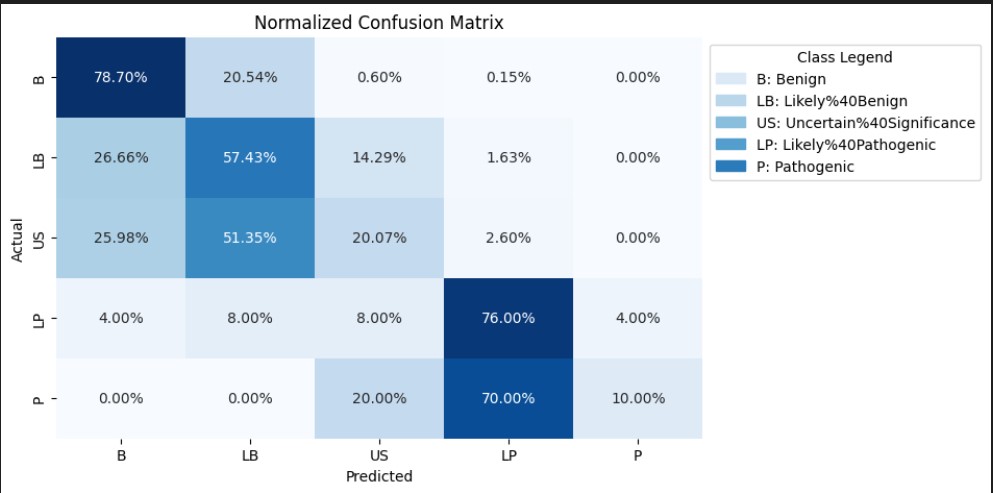 Normalized Confusion Matrix
B 78.70% 20.54% 0.60% 0.15% 0.00%
LB 26.66% 57.43% 14.29% 1.63% 0.00%
US 25.98% 51.35% 20.07% 2.60% 0.00%
LP 4.00% 8.00% 8.00% 76.00% 4.00%
P 0.00% 0.00% 20.00% 70.00% 10.00%
Actual
B LB US LP P
Predicted
Class Legend
B: Benign
LB: Likely%40Benign
US: Uncertain%40Significance
LP: Likely%40Pathogenic
P: Pathogenic